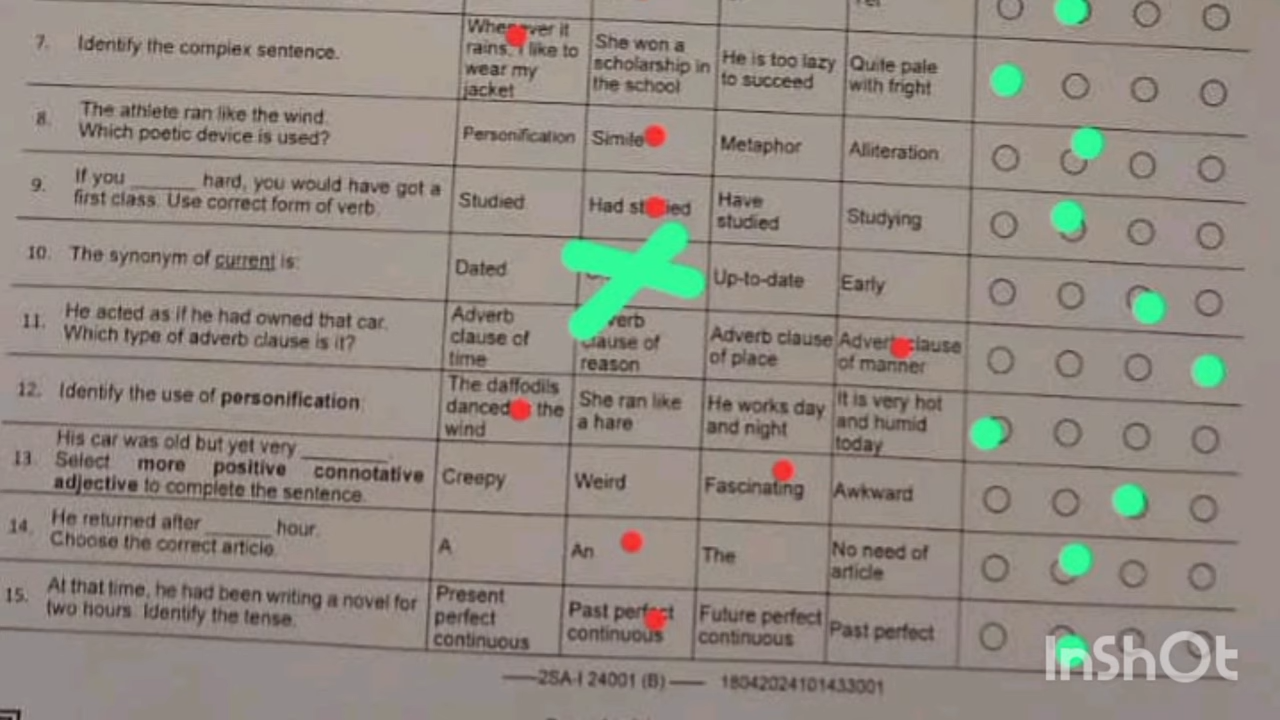 7. Identify the complex sentence.
Whenever it
rains, I like to
wear my
jacket
She won a
scholarship in
the school
He is too lazy
to succeed
Quite pale
with fright
8. The athlete ran like the wind.
Which poetic device is used?
Personification
Simile
Metaphor
Alliteration
9. If you ______ hard, you would have got a
first class. Use correct form of verb.
Studied
Had studied
Have
studied
Studying
10. The synonym of current is:
Dated
Up-to-date
Early
11. He acted as if he had owned that car.
Which type of adverb clause is it?
Adverb
clause of
time
clause of
reason
Adverb clause
of place
Adverb clause
of manner
12. Identify the use of personification
The daffodils
danced the
wind
She ran like
a hare
He works day
and night
It is very hot
and humid
today
13. His car was old but yet very ________.
Select more positive connotative
adjective to complete the sentence.
Creepy
Weird
Fascinating
Awkward
14. He returned after ______ hour.
Choose the correct article.
A
An
The
No need of
article
15. At that time, he had been writing a novel for
two hours. Identify the tense.
Present
perfect
continuous
Past perfect
continuous
Future perfect
continuous
Past perfect
2SA-I 24001 (B) 18042024101433001
InShOt